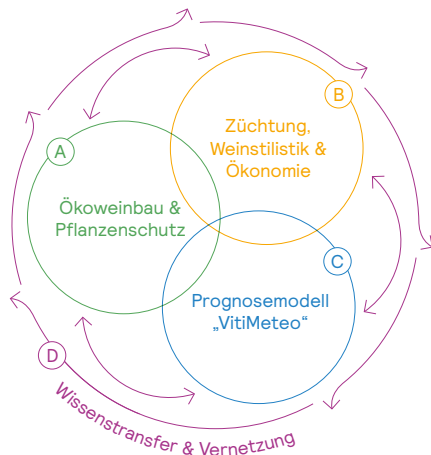 B
Züchtung,
Weinstilistik &
Ökonomie
A
Ökoweinbau &
Pflanzenschutz
C
Prognosemodell
„VitiMeteo“
D
Wissenstransfer & Vernetzung